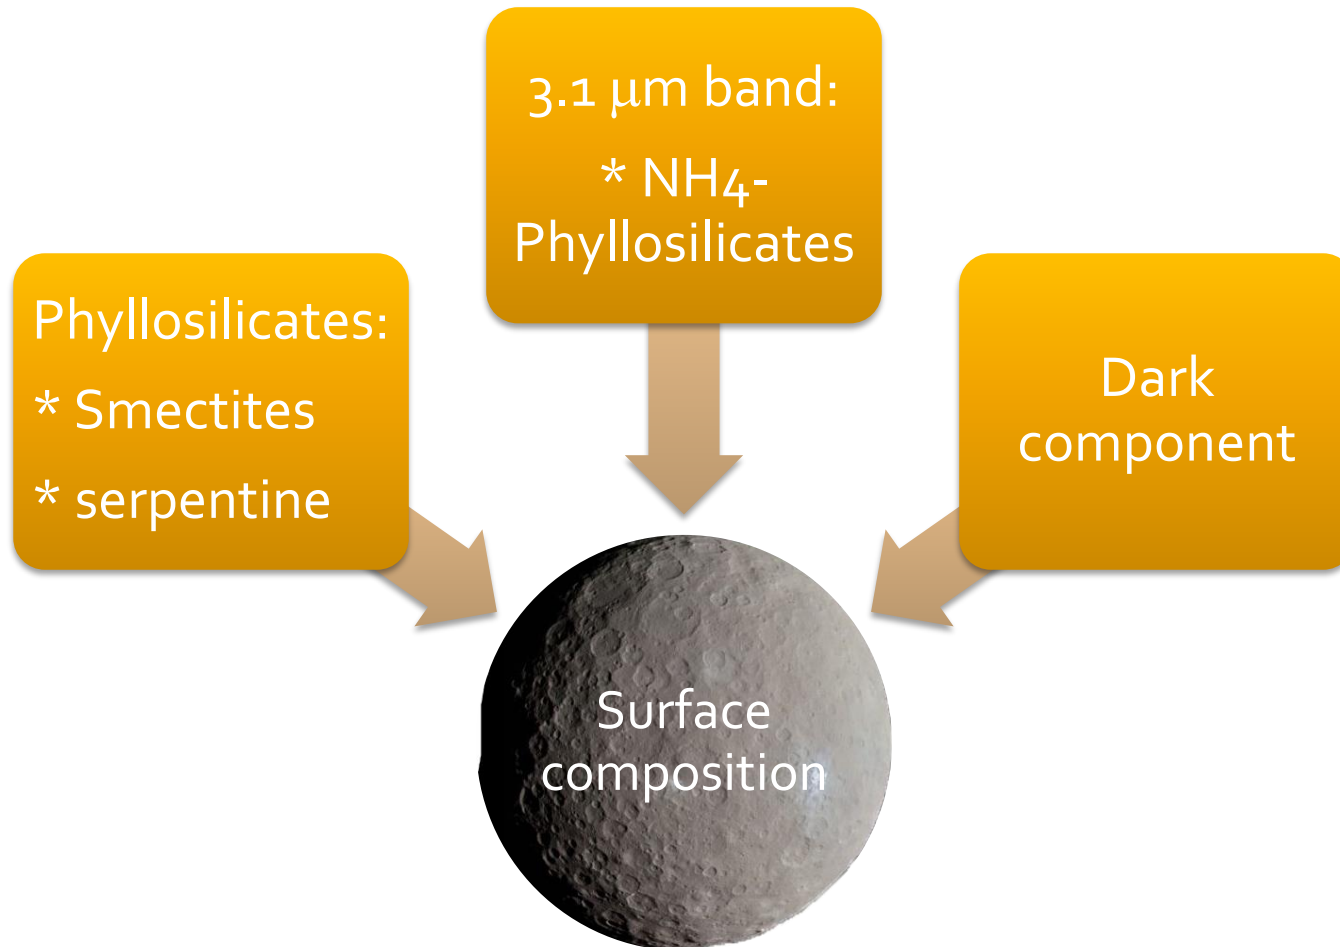 3.1 μm band:
* NH4-
Phyllosilicates
Phyllosilicates:
* Smectites
* serpentine
Dark
component
Surface
composition